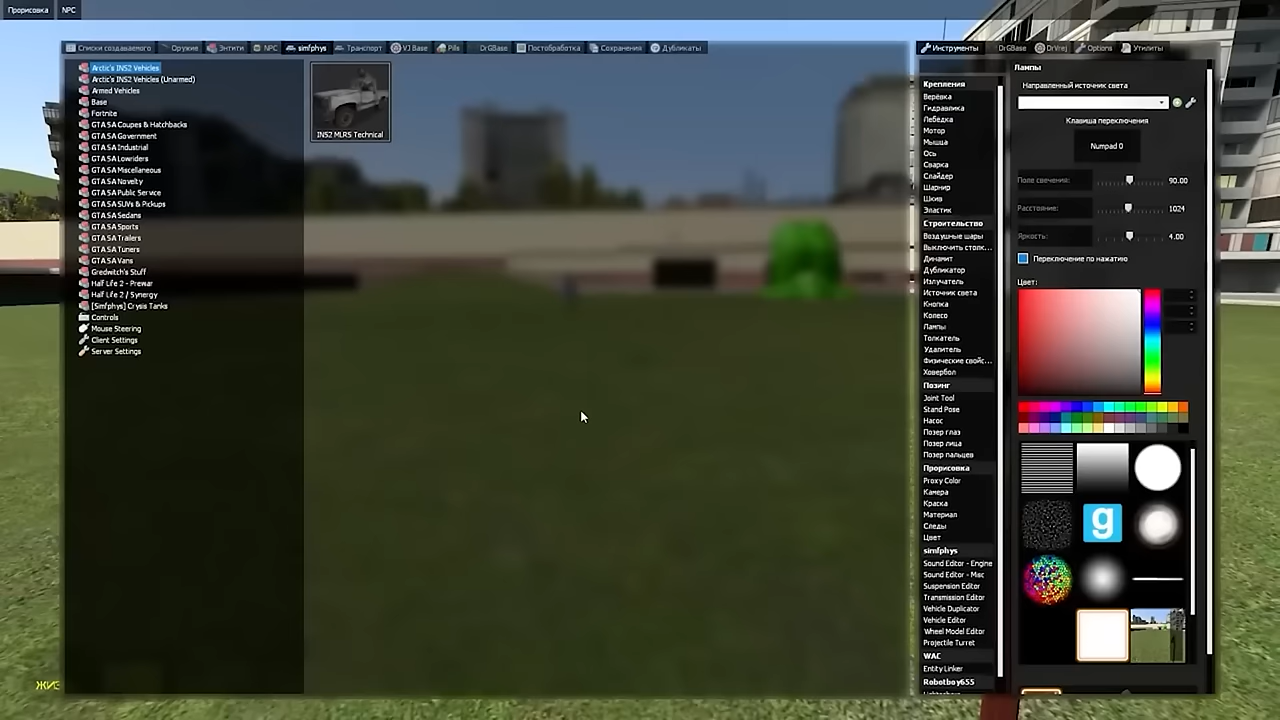 Прорисовка
NPC
Списки создаваемого
Оружие
Энтити
NPC
simfphys
Транспорт
VJ Base
Pills
DrGBase
Постобработка
Сохранения
Дубликаты
Arctic's INS2 Vehicles
Arctic's INS2 Vehicles (Unarmed)
Armed Vehicles
Base
Fortnite
GTA SA Coupes & Hatchbacks
GTA SA Government
GTA SA Industrial
GTA SA Lowriders
GTA SA Miscellaneous
GTA SA Novelty
GTA SA Public Service
GTA SA SUVs & Pickups
GTA SA Sedans
GTA SA Sports
GTA SA Trailers
GTA SA Tuners
GTA SA Vans
Gredwitch's Stuff
Half Life 2 - Prewar
Half Life 2 / Synergy
[Simfphys] Crysis Tanks
Controls
Mouse Steering
Client Settings
Server Settings
INS2 MLRS Technical
Инструменты
DrGBase
DrVrej
Options
Утилиты
Крепления
Верёвка
Гидравлика
Лебедка
Мотор
Мышца
Ось
Сварка
Слайдер
Шарнир
Шкив
Эластик
Строительство
Воздушные шары
Выключить столк...
Динамит
Дубликатор
Излучатель
Источник света
Кнопка
Колесо
Лампы
Толкатель
Удалитель
Физические свойс...
Ховербол
Позинг
Joint Tool
Stand Pose
Насос
Позер глаз
Позер лица
Позер пальцев
Прорисовка
Proxy Color
Камера
Краска
Материал
Следы
Цвет
simfphys
Sound Editor - Engine
Sound Editor - Misc
Suspension Editor
Transmission Editor
Vehicle Duplicator
Vehicle Editor
Wheel Model Editor
Projectile Turret
WAC
Entity Linker
Robotboy655
Лампы
Направленный источник света
Клавиша переключения
Numpad 0
Поле свечения: 90.00
Расстояние: 1024
Яркость: 4.00
Переключение по нажатию
Цвет:
g